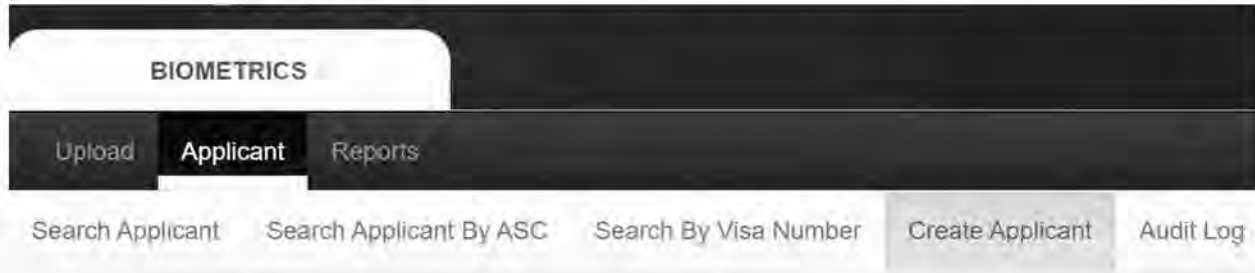 BIOMETRICS
Upload Applicant Reports
Search Applicant Search Applicant By ASC Search By Visa Number Create Applicant Audit Log